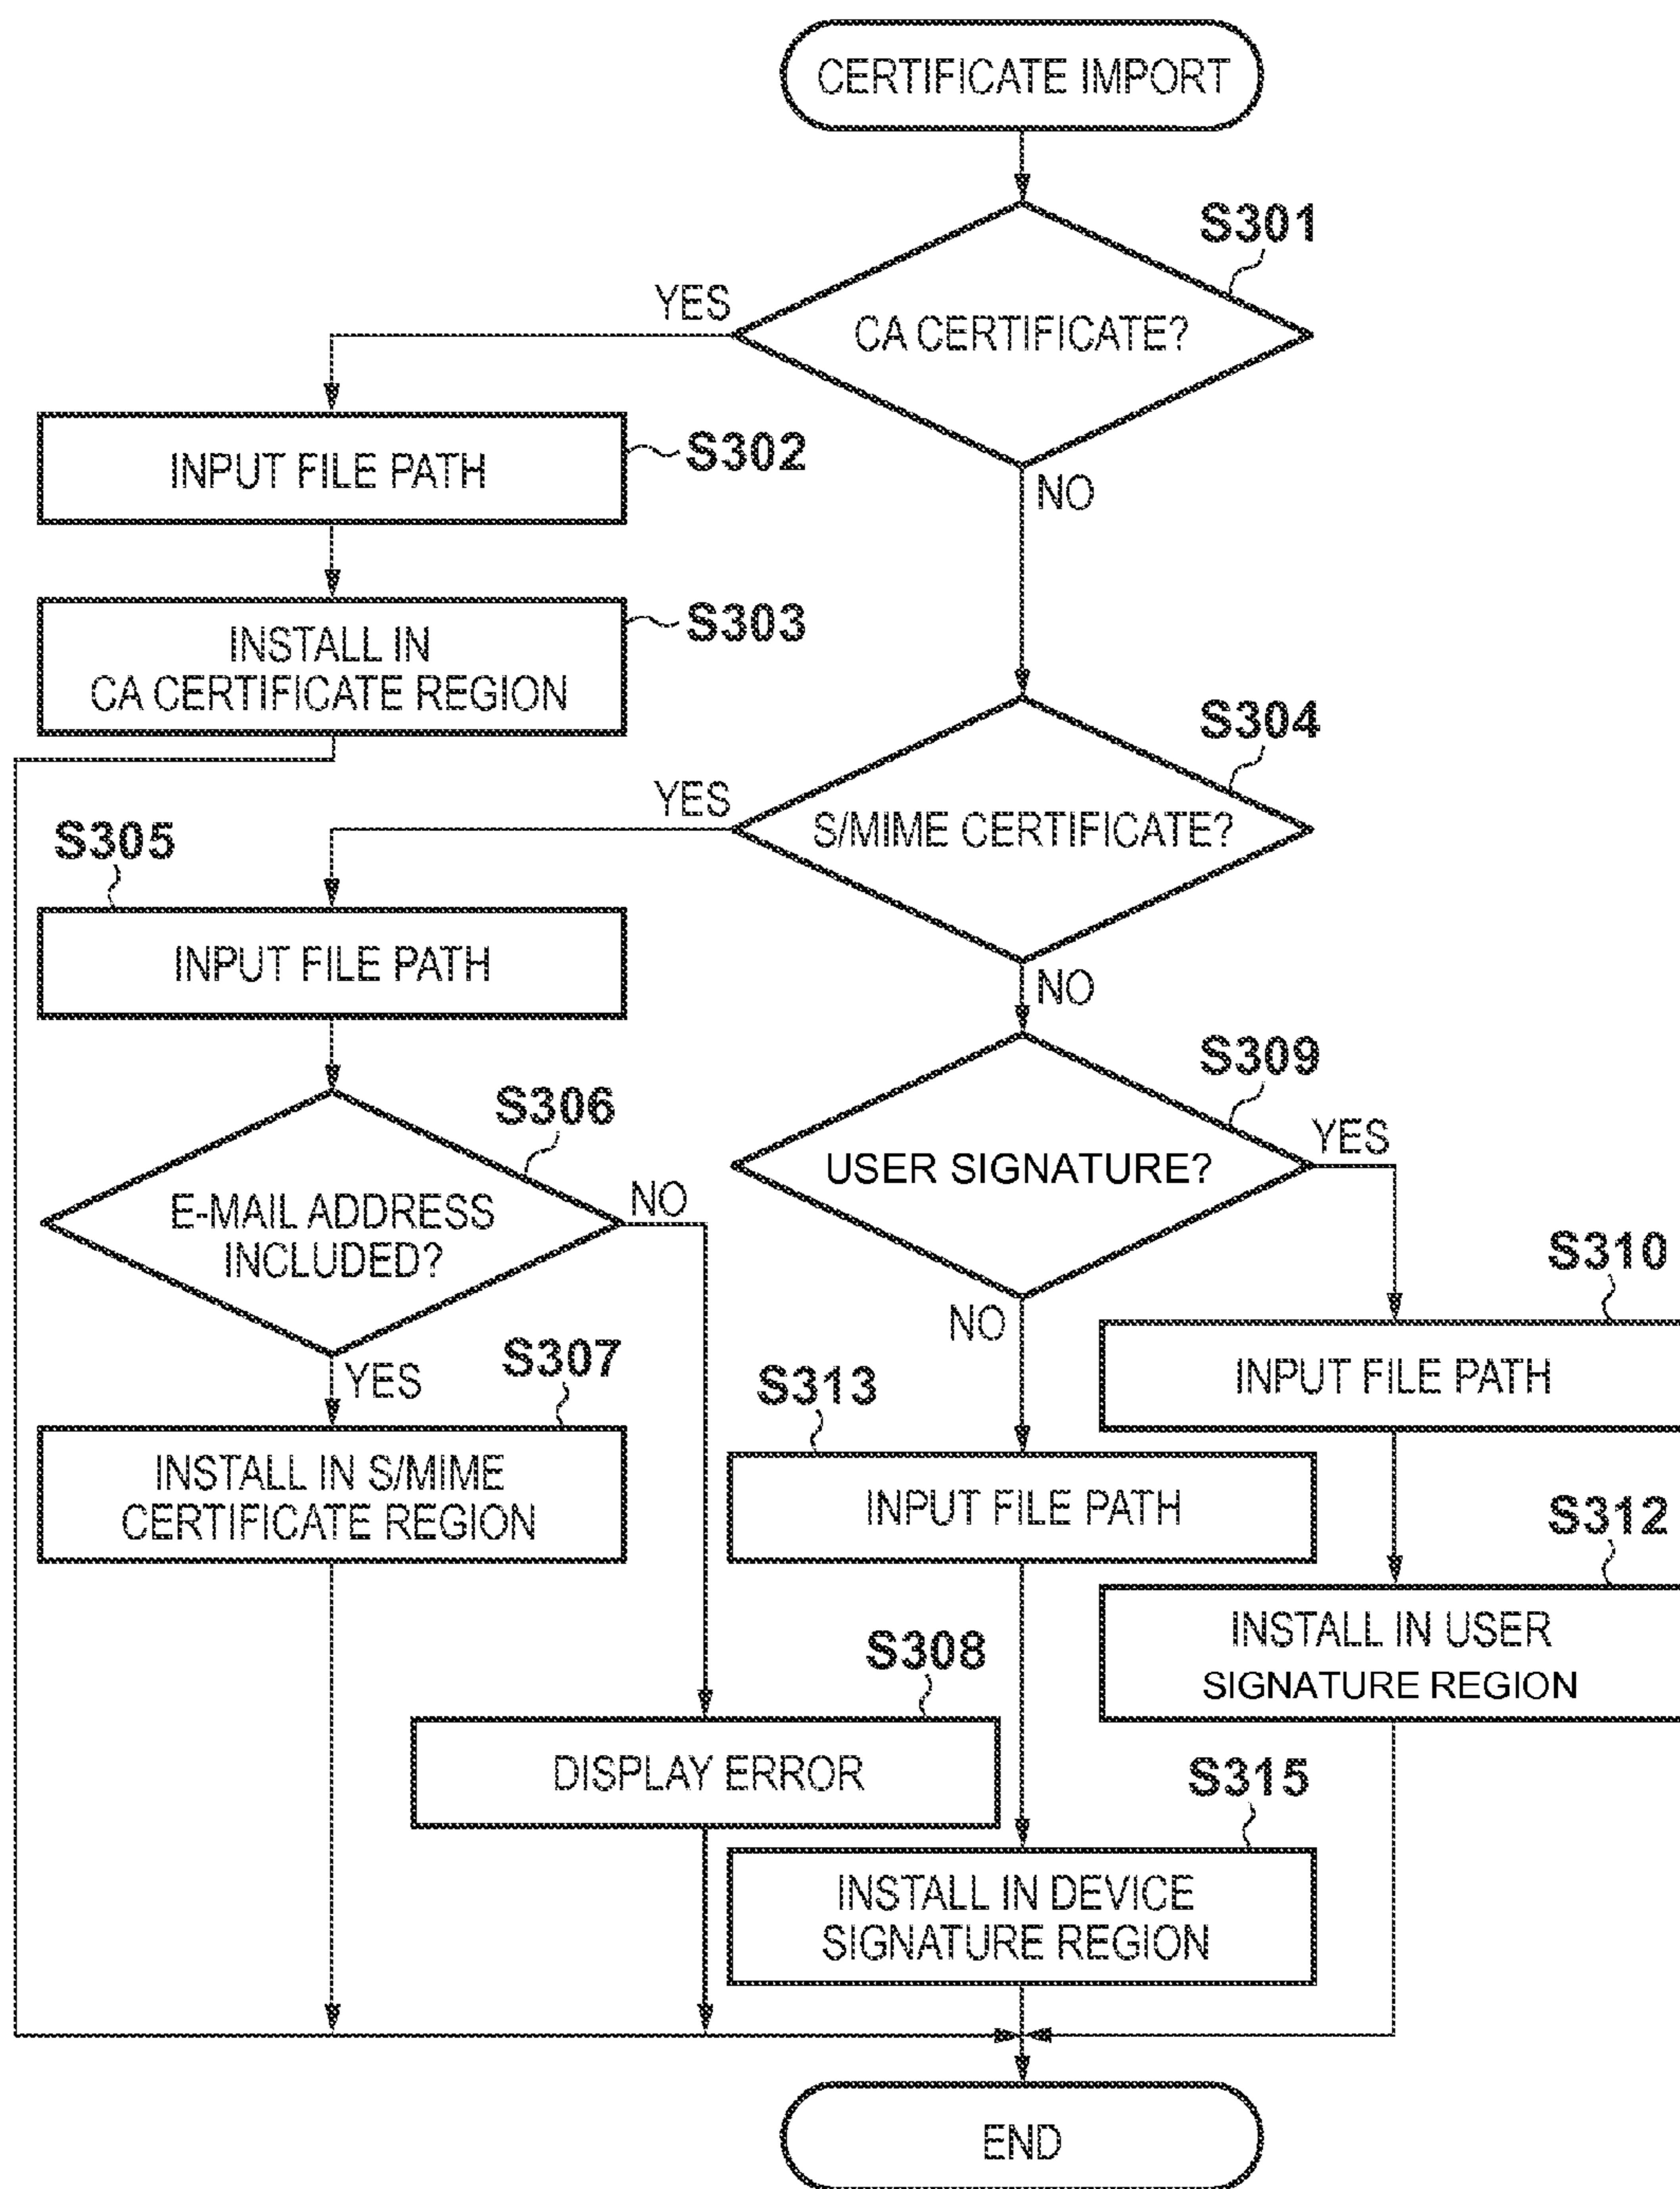 CERTIFICATE IMPORT
S301
YES
CA CERTIFICATE?
NO
INPUT FILE PATH
S302
INSTALL IN
CA CERTIFICATE REGION
S303
S304
YES
S/MIME CERTIFICATE?
NO
S305
INPUT FILE PATH
S306
E-MAIL ADDRESS
INCLUDED?
NO
YES
S307
INSTALL IN S/MIME
CERTIFICATE REGION
S308
DISPLAY ERROR
S309
YES
USER SIGNATURE?
NO
S310
INPUT FILE PATH
S312
INSTALL IN USER
SIGNATURE REGION
S313
INPUT FILE PATH
S315
INSTALL IN DEVICE
SIGNATURE REGION
END